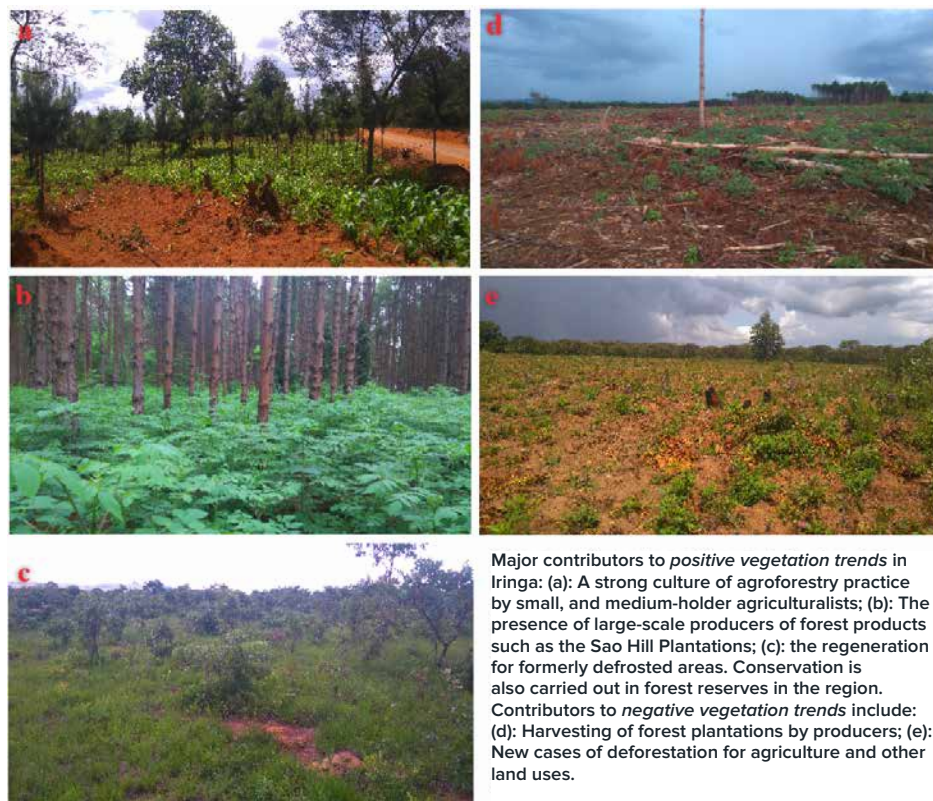 a
d
b
e
c
Major contributors to positive vegetation trends in
Iringa: (a): A strong culture of agroforestry practice
by small, and medium-holder agriculturalists; (b): The
presence of large-scale producers of forest products
such as the Sao Hill Plantations; (c): the regeneration
for formerly defrosted areas. Conservation is
also carried out in forest reserves in the region.
Contributors to negative vegetation trends include:
(d): Harvesting of forest plantations by producers; (e):
New cases of deforestation for agriculture and other
land uses.